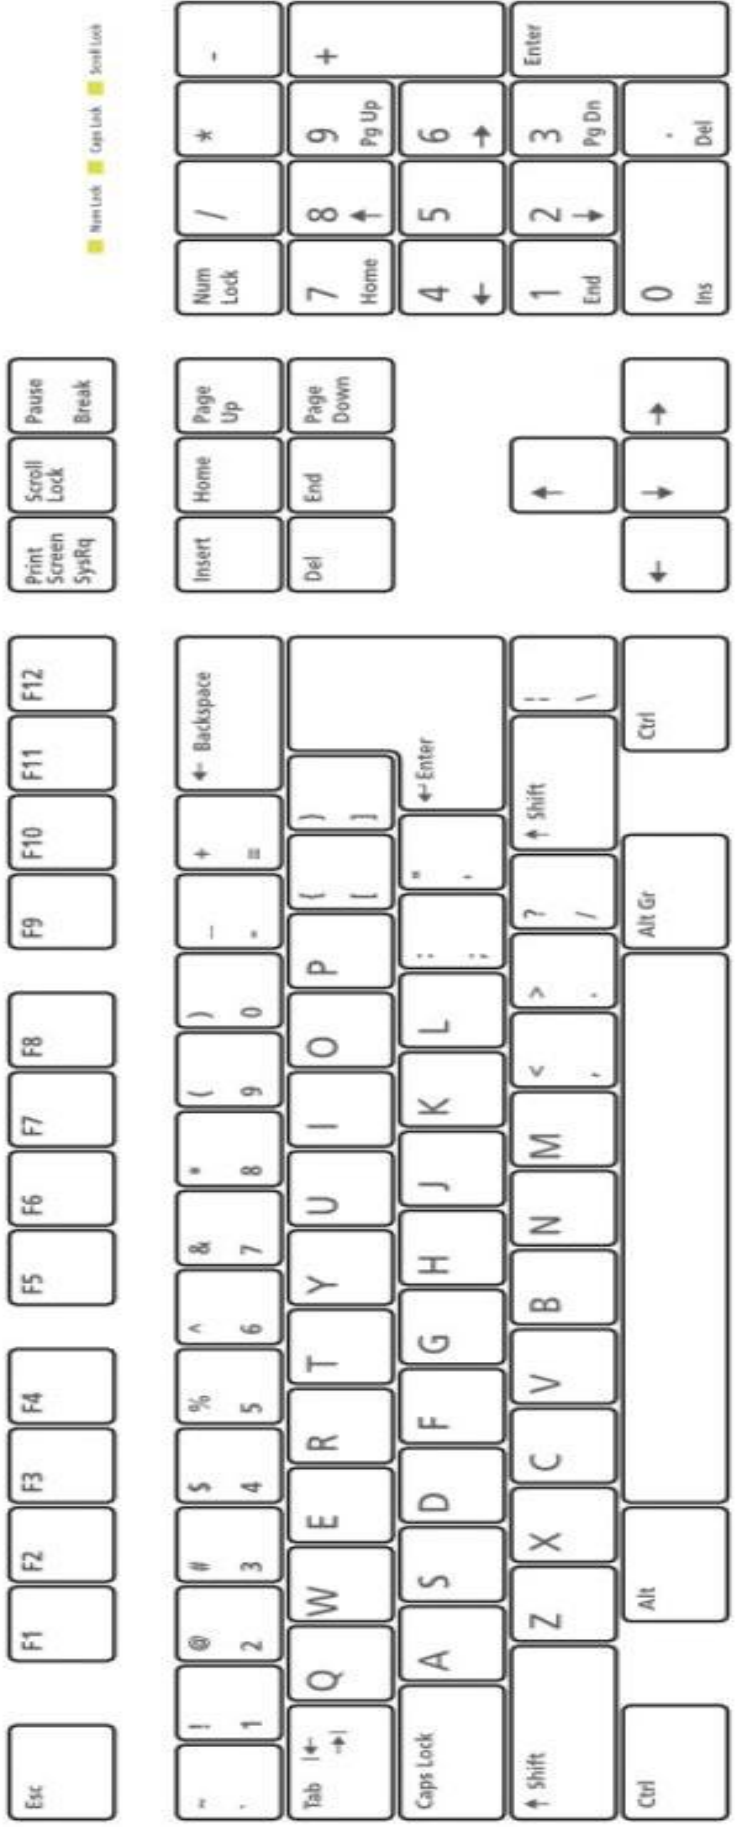 Esc F1 F2 F3 F4 F5 F6 F7 F8 F9 F10 F11 F12 Print Screen SysRq Scroll Lock Pause Break Num Lock Caps Lock Scroll Lock
~ ! @ # $ % ^ & * ( ) _ + ← Backspace Insert Home Page Up Num Lock / * -
1 2 3 4 5 6 7 8 9 0 - =
Tab Q W E R T Y U I O P { } Del End Page Down 7 8 9 +
[ ] Home ↑ Pg Up
Caps Lock A S D F G H J K L : " ↵ Enter 4 5 6
; ' ← →
↑ Shift Z X C V B N M < > ? ↑ Shift ¦ ↑ 1 2 3 Enter
, . / \ End ↓ Pg Dn
Ctrl Alt Alt Gr Ctrl ← ↓ → 0 .
Ins Del